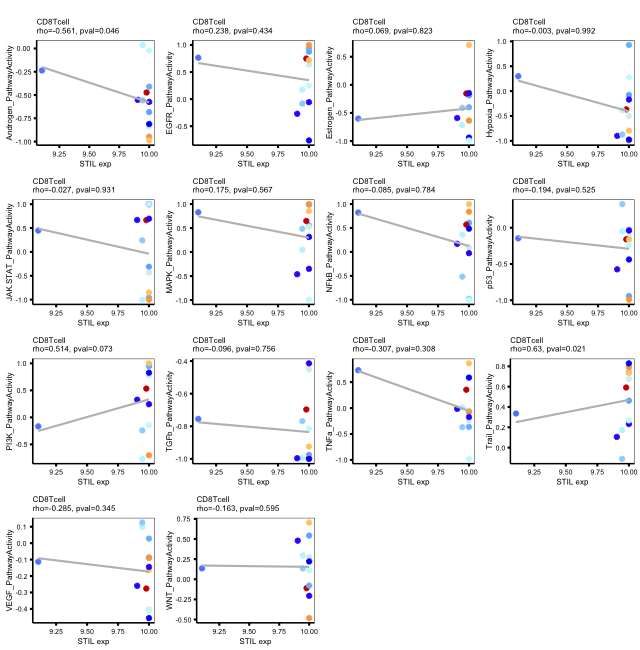 CD8Tcell
rho=-0.561, pval=0.046
Androgen_PathwayActivity
0.00
-0.25
-0.50
-0.75
-1.00
9.25 9.50 9.75 10.00
STIL exp
CD8Tcell
rho=0.238, pval=0.434
EGFR_PathwayActivity
1.0
0.5
0.0
-0.5
9.25 9.50 9.75 10.00
STIL exp
CD8Tcell
rho=0.069, pval=0.823
Estrogen_PathwayActivity
0.5
0.0
-0.5
-1.0
9.25 9.50 9.75 10.00
STIL exp
CD8Tcell
rho=-0.003, pval=0.992
Hypoxia_PathwayActivity
1.0
0.5
0.0
-0.5
-1.0
9.25 9.50 9.75 10.00
STIL exp
CD8Tcell
rho=-0.027, pval=0.931
JAK.STAT_PathwayActivity
1.0
0.5
0.0
-0.5
-1.0
9.25 9.50 9.75 10.00
STIL exp
CD8Tcell
rho=0.175, pval=0.567
MAPK_PathwayActivity
1.0
0.5
0.0
-0.5
-1.0
9.25 9.50 9.75 10.00
STIL exp
CD8Tcell
rho=-0.085, pval=0.784
NFkB_PathwayActivity
1.0
0.5
0.0
-0.5
-1.0
9.25 9.50 9.75 10.00
STIL exp
CD8Tcell
rho=-0.194, pval=0.525
p53_PathwayActivity
0.0
-0.5
-1.0
9.25 9.50 9.75 10.00
STIL exp
CD8Tcell
rho=0.514, pval=0.073
PI3K_PathwayActivity
1.0
0.5
0.0
-0.5
9.25 9.50 9.75 10.00
STIL exp
CD8Tcell
rho=-0.096, pval=0.756
TGFb_PathwayActivity
-0.4
-0.6
-0.8
-1.0
9.25 9.50 9.75 10.00
STIL exp
CD8Tcell
rho=-0.307, pval=0.308
TNFa_PathwayActivity
0.5
0.0
-0.5
-1.0
9.25 9.50 9.75 10.00
STIL exp
CD8Tcell
rho=0.63, pval=0.021
Trail_PathwayActivity
0.8
0.6
0.4
0.2
0.0
9.25 9.50 9.75 10.00
STIL exp
CD8Tcell
rho=-0.285, pval=0.345
VEGF_PathwayActivity
0.1
0.0
-0.1
-0.2
-0.3
-0.4
9.25 9.50 9.75 10.00
STIL exp
CD8Tcell
rho=-0.163, pval=0.595
WNT_PathwayActivity
0.75
0.50
0.25
0.00
-0.25
-0.50
9.25 9.50 9.75 10.00
STIL exp